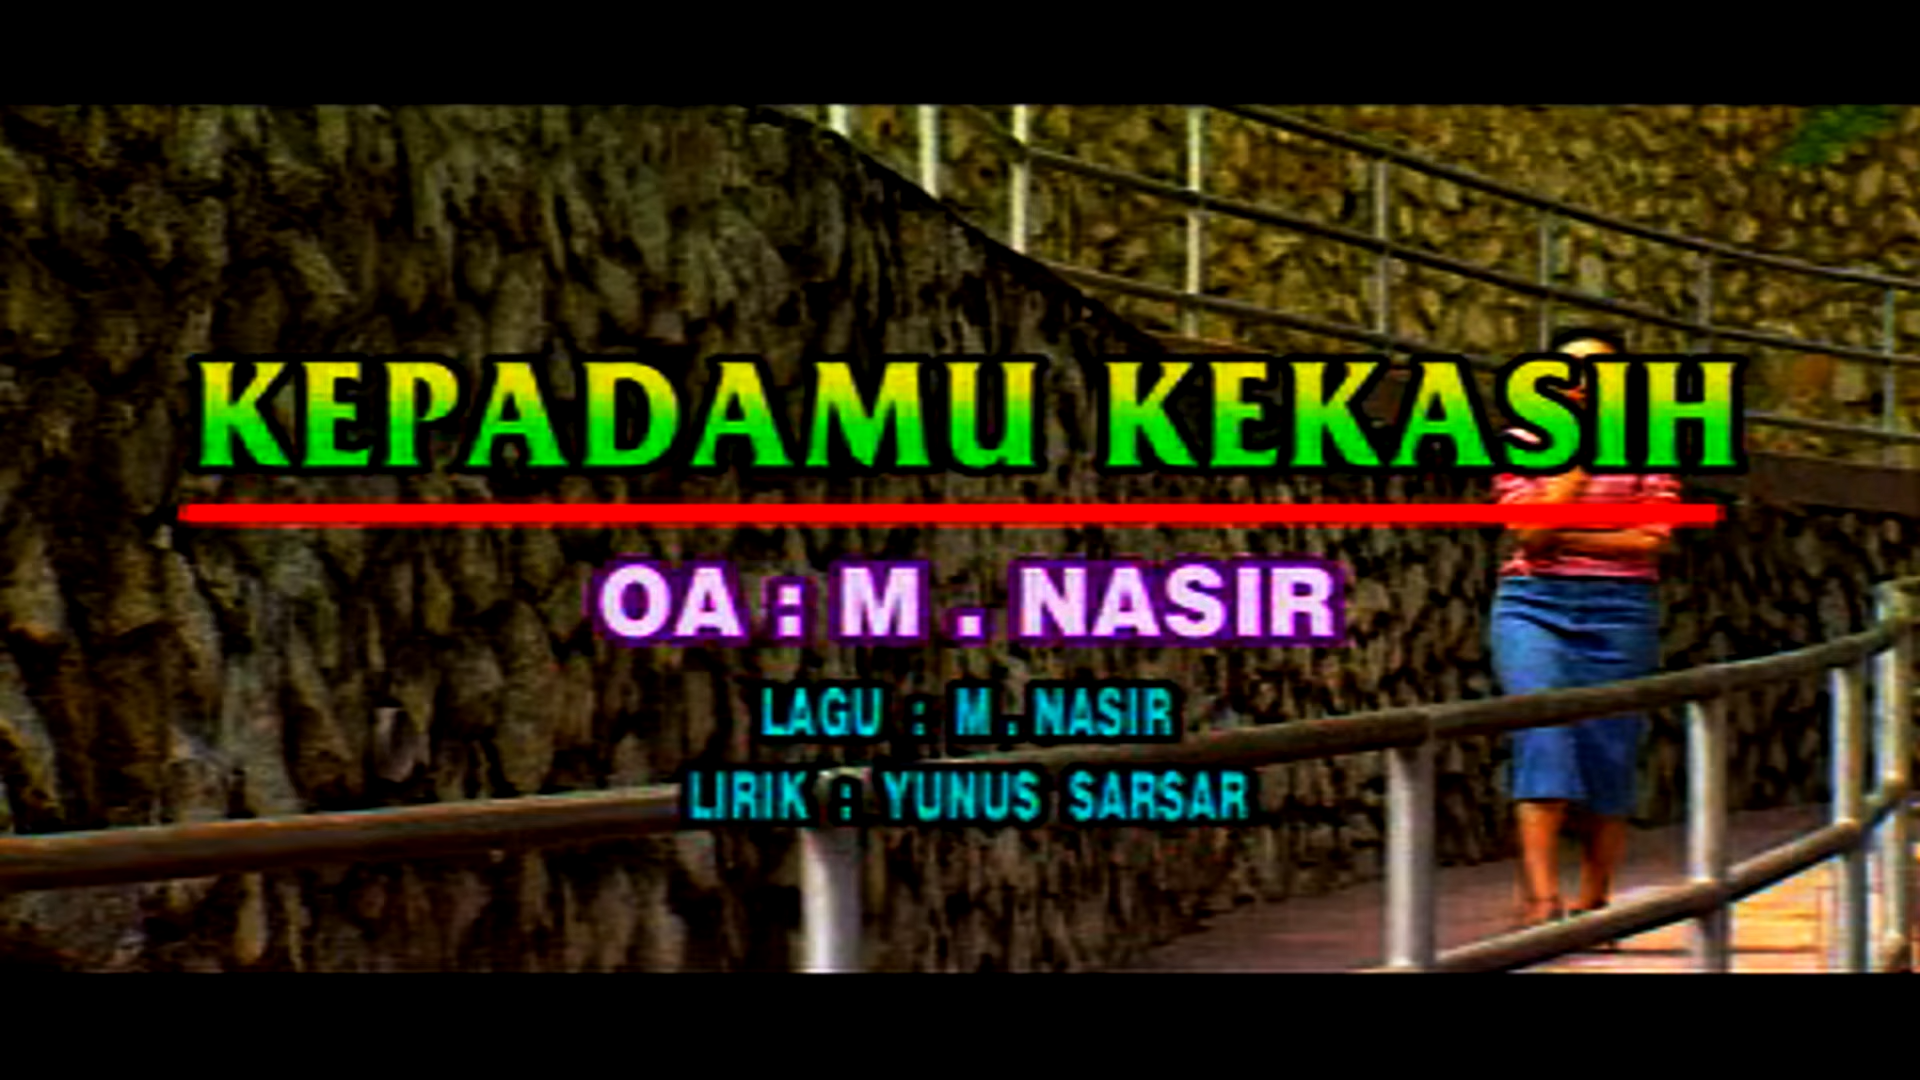 KEPADAMU KEKASIH
OA : M . NASIR
LAGU : M . NASIR
LIRIK : YUNUS SARSAR